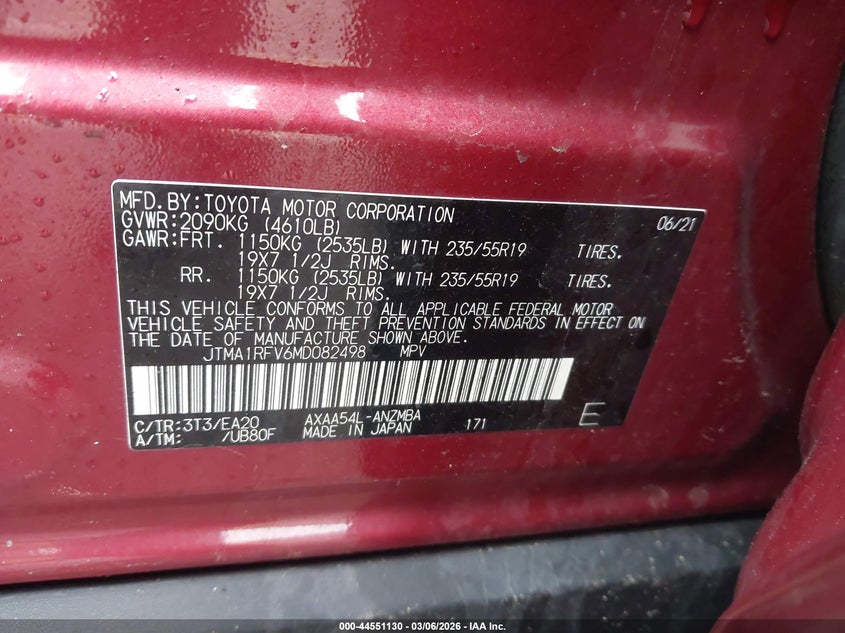 MFD.BY:TOYOTA MOTOR CORPORATION 06/21
GVWR:2090KG (4610LB)
GAWR:FRT. 1150KG (2535LB) WITH 235/55R19 TIRES.
19X7 1/2J RIMS.
RR. 1150KG (2535LB) WITH 235/55R19 TIRES.
19X7 1/2J RIMS.
THIS VEHICLE CONFORMS TO ALL APPLICABLE FEDERAL MOTOR
VEHICLE SAFETY AND THEFT PREVENTION STANDARDS IN EFFECT ON
THE DATE OF MANUFACTURE SHOWN ABOVE.
JTMA1RFV6MD082498 MPV
C/TR:3T3/EA20 AXAA54L-ANZMBA
A/TM: /UB80F MADE IN JAPAN 171
E
000-44551130 - 03/06/2026 - IAA Inc.